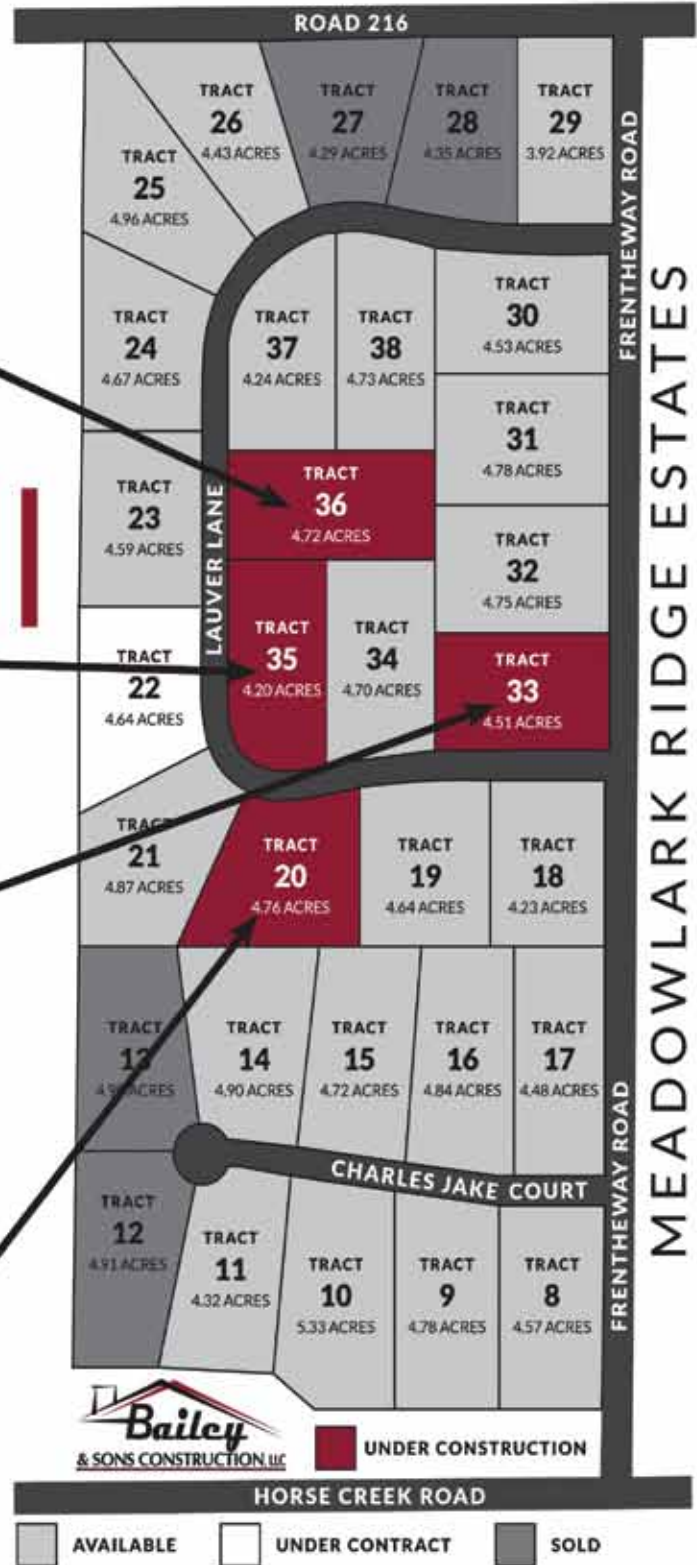 ROAD 216
TRACT
26
4.43 ACRES
TRACT
27
4.29 ACRES
TRACT
28
4.35 ACRES
TRACT
29
3.92 ACRES
TRACT
25
4.96 ACRES
FRENTHEWAY ROAD
MEADOWLARK RIDGE ESTATES
TRACT
24
4.67 ACRES
TRACT
37
4.24 ACRES
TRACT
38
4.73 ACRES
TRACT
30
4.53 ACRES
TRACT
31
4.78 ACRES
TRACT
23
4.59 ACRES
LAUVER LANE
TRACT
36
4.72 ACRES
TRACT
32
4.75 ACRES
TRACT
22
4.64 ACRES
TRACT
35
4.20 ACRES
TRACT
34
4.70 ACRES
TRACT
33
4.51 ACRES
TRACT
21
4.87 ACRES
TRACT
20
4.76 ACRES
TRACT
19
4.64 ACRES
TRACT
18
4.23 ACRES
TRACT
13
ACRES
TRACT
14
4.90 ACRES
TRACT
15
4.72 ACRES
TRACT
16
4.84 ACRES
TRACT
17
4.48 ACRES
CHARLES JAKE COURT
FRENTHEWAY ROAD
TRACT
12
4.91 ACRES
TRACT
11
4.32 ACRES
TRACT
10
5.33 ACRES
TRACT
9
4.78 ACRES
TRACT
8
4.57 ACRES
Bailey
& SONS CONSTRUCTION, LLC
UNDER CONSTRUCTION
HORSE CREEK ROAD
AVAILABLE
UNDER CONTRACT
SOLD